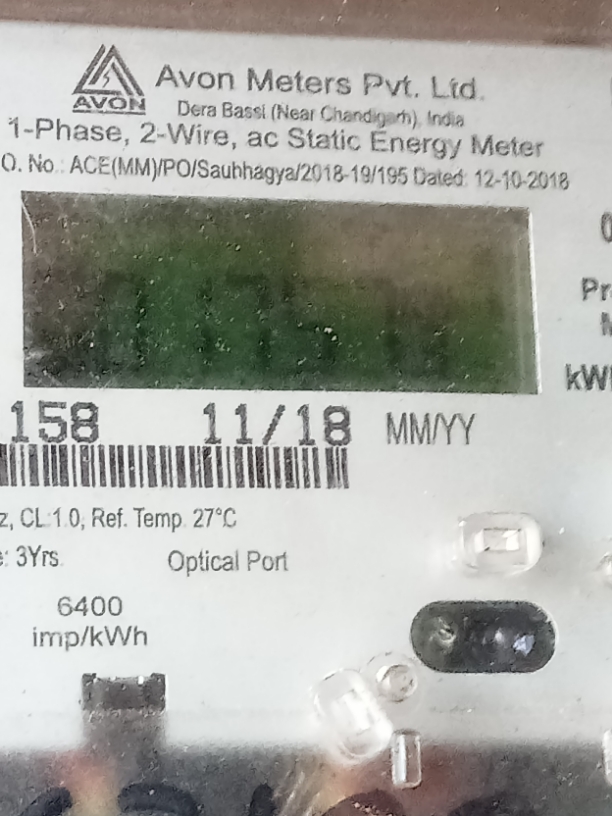 AVON
Avon Meters Pvt. Ltd.
Dera Bassi (Near Chandigarh), India
1-Phase, 2-Wire, ac Static Energy Meter
O. No.: ACE(MM)/PO/Saubhagya/2018-19/195 Dated: 12-10-2018
158 11/18 MM/YY
z, CL 1.0, Ref. Temp. 27°C
: 3Yrs. Optical Port
6400
imp/kWh